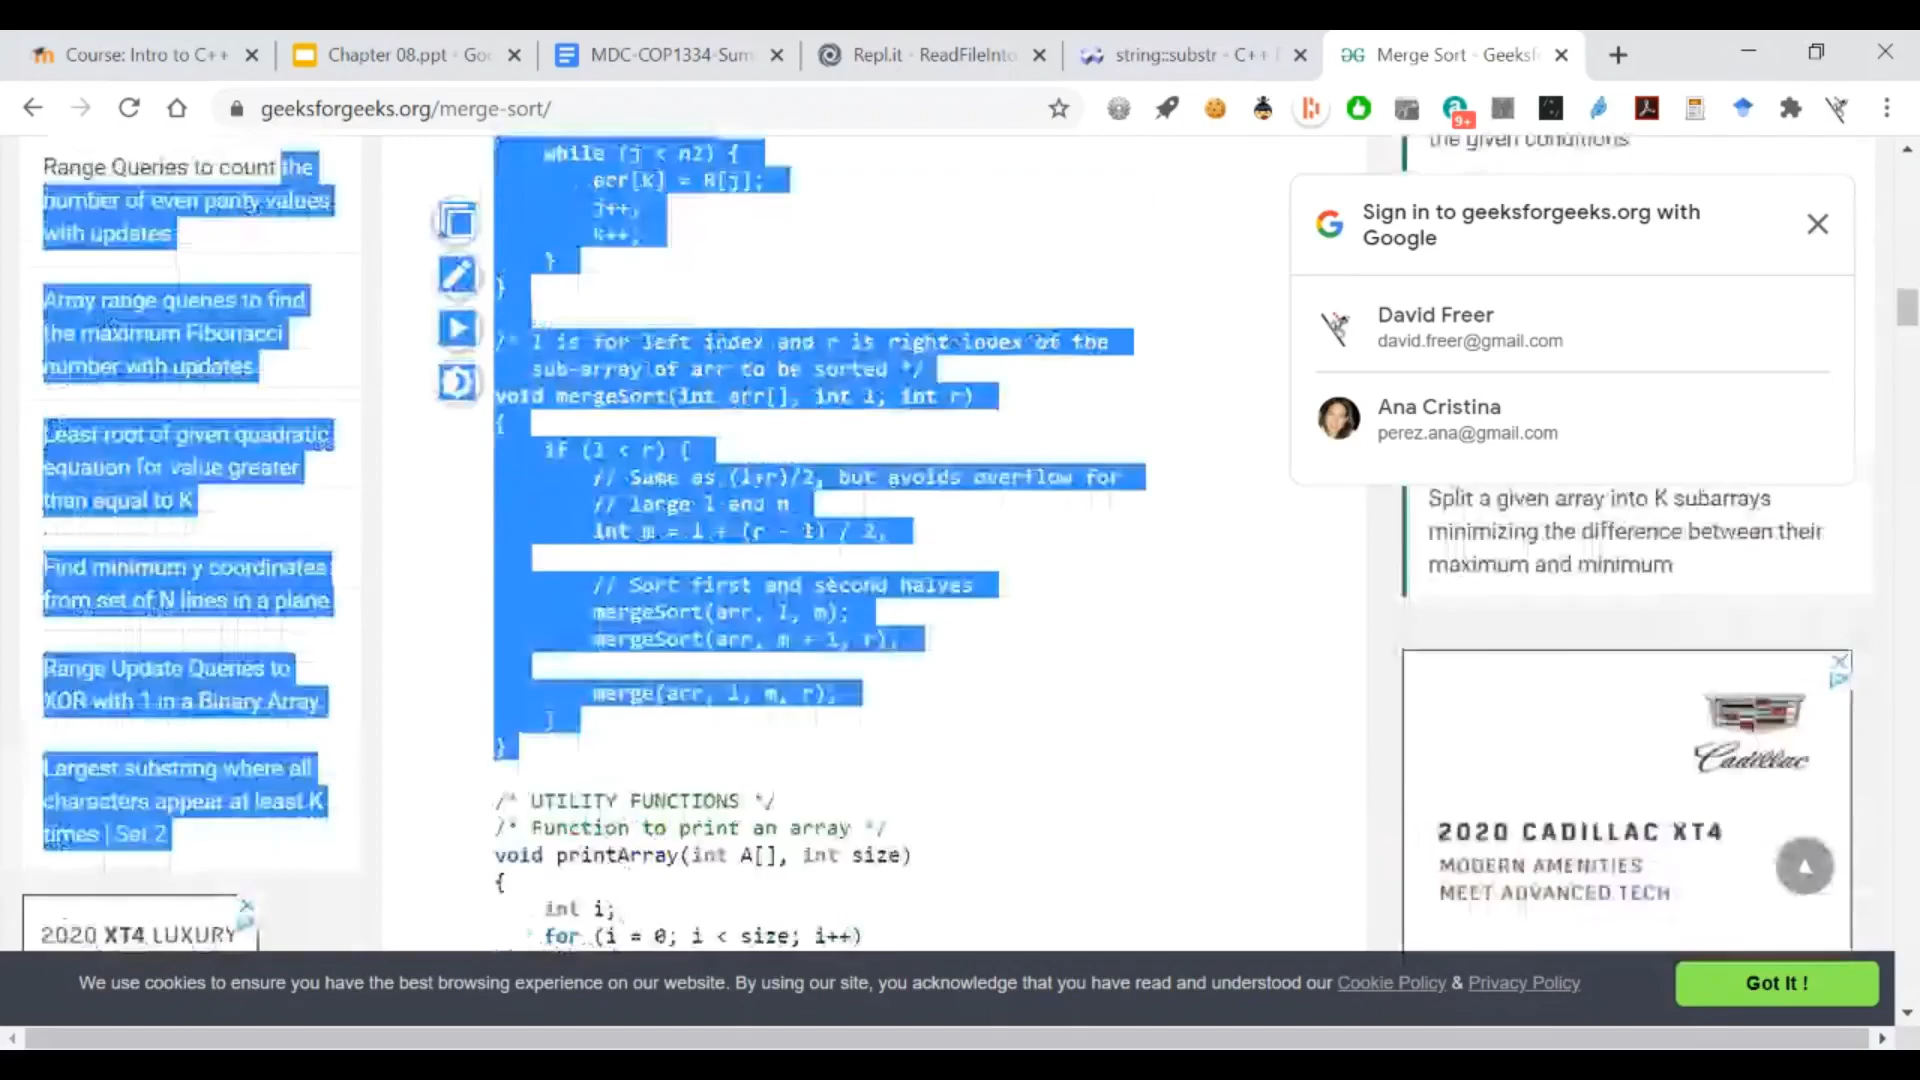 Course: Intro to C++
Chapter 08.ppt - Goo
MDC-COP1334-Sum
Repl.it - ReadFileInto
string::substr - C++
Merge Sort - Geeksf
geeksforgeeks.org/merge-sort/
9+
Range Queries to count the
number of even parity values
with updates
Array range queries to find
the maximum Fibonacci
number with updates
Least root of given quadratic
equation for value greater
than equal to K
Find minimum y coordinates
from set of N lines in a plane
Range Update Queries to
XOR with 1 in a Binary Array.
Largest substring where all
characters appear at least K
times | Set 2
2020 XT4 LUXURY
while (j < n2) {
arr[k] = R[j];
j++;
k++;
}
}
/* l is for left index and r is right index of the
sub-array of arr to be sorted */
void mergeSort(int arr[], int l, int r)
{
if (l < r) {
// Same as (l+r)/2, but avoids overflow for
// large l and m
int m = l + (r - l) / 2;
// Sort first and second halves
mergeSort(arr, l, m);
mergeSort(arr, m + 1, r);
merge(arr, l, m, r);
}
}
/* UTILITY FUNCTIONS */
/* Function to print an array */
void printArray(int A[], int size)
{
int i;
for (i = 0; i < size; i++)
the given conditions
Sign in to geeksforgeeks.org with
Google
David Freer
david.freer@gmail.com
Ana Cristina
perez.ana@gmail.com
Split a given array into K subarrays
minimizing the difference between their
maximum and minimum
Cadillac
2020 CADILLAC XT4
MODERN AMENITIES
MEET ADVANCED TECH
We use cookies to ensure you have the best browsing experience on our website. By using our site, you acknowledge that you have read and understood our Cookie Policy & Privacy Policy
Got It !